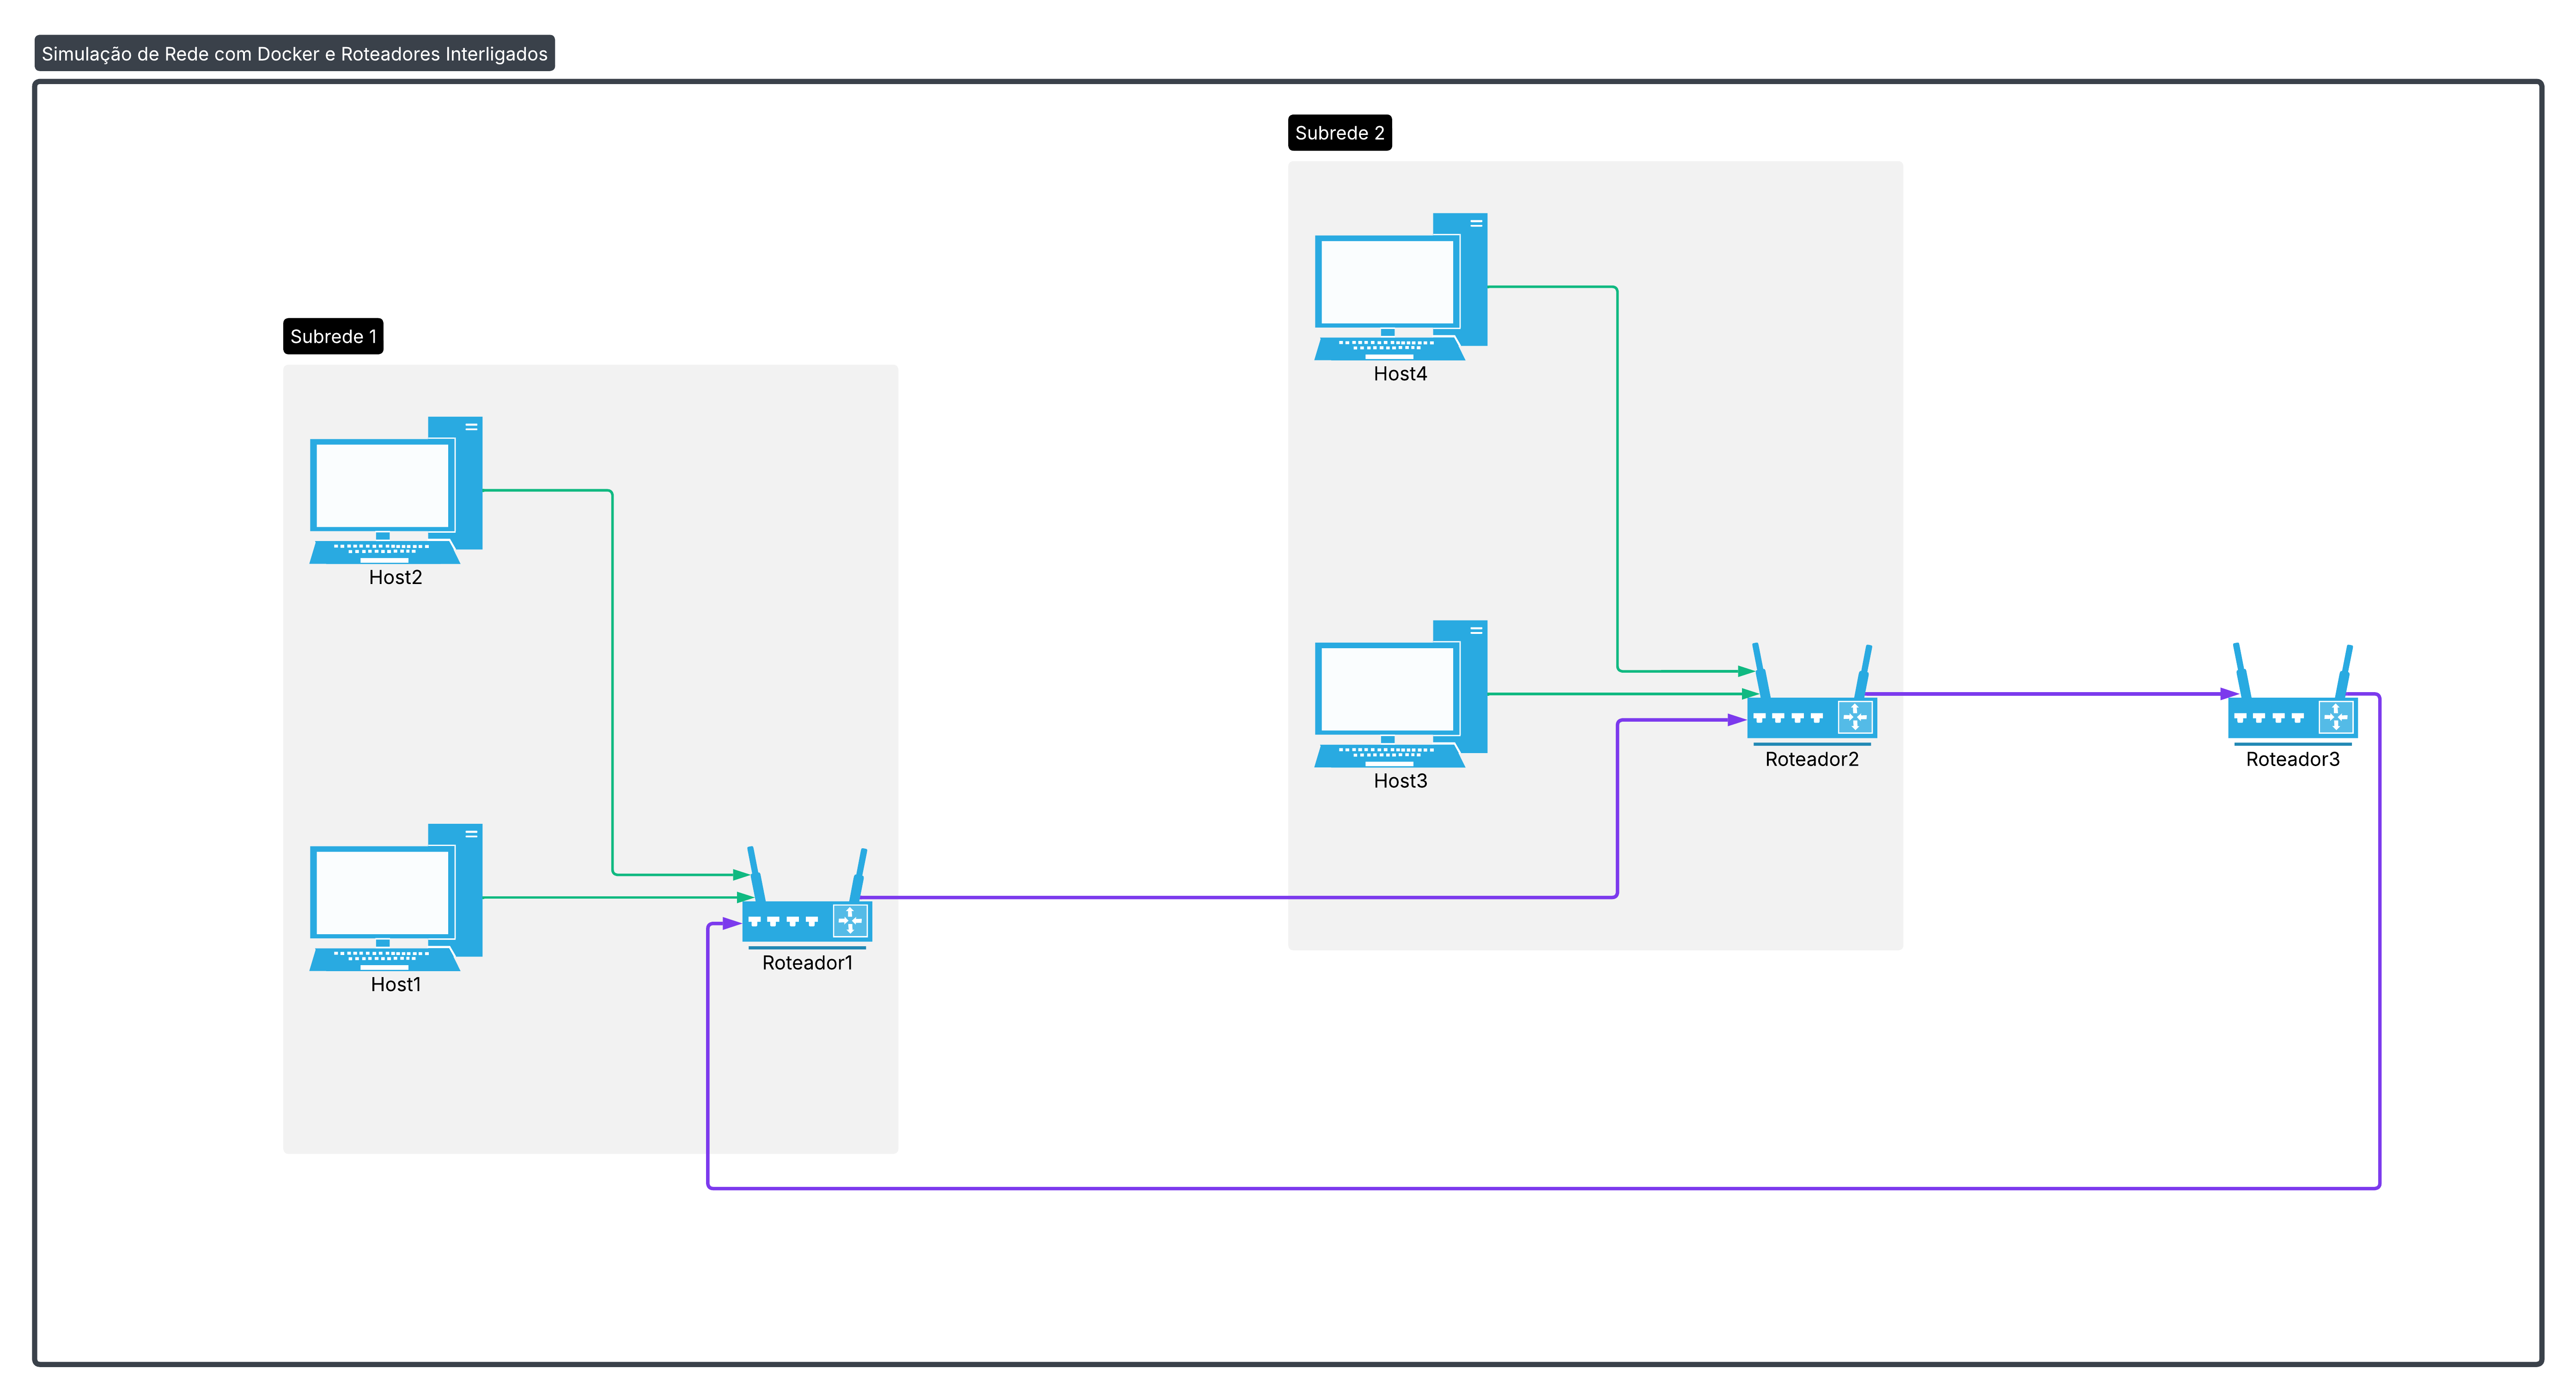 Simulação de Rede com Docker e Roteadores Interligados
Subrede 1
Host2
Host1
Roteador1
Subrede 2
Host4
Host3
Roteador2
Roteador3